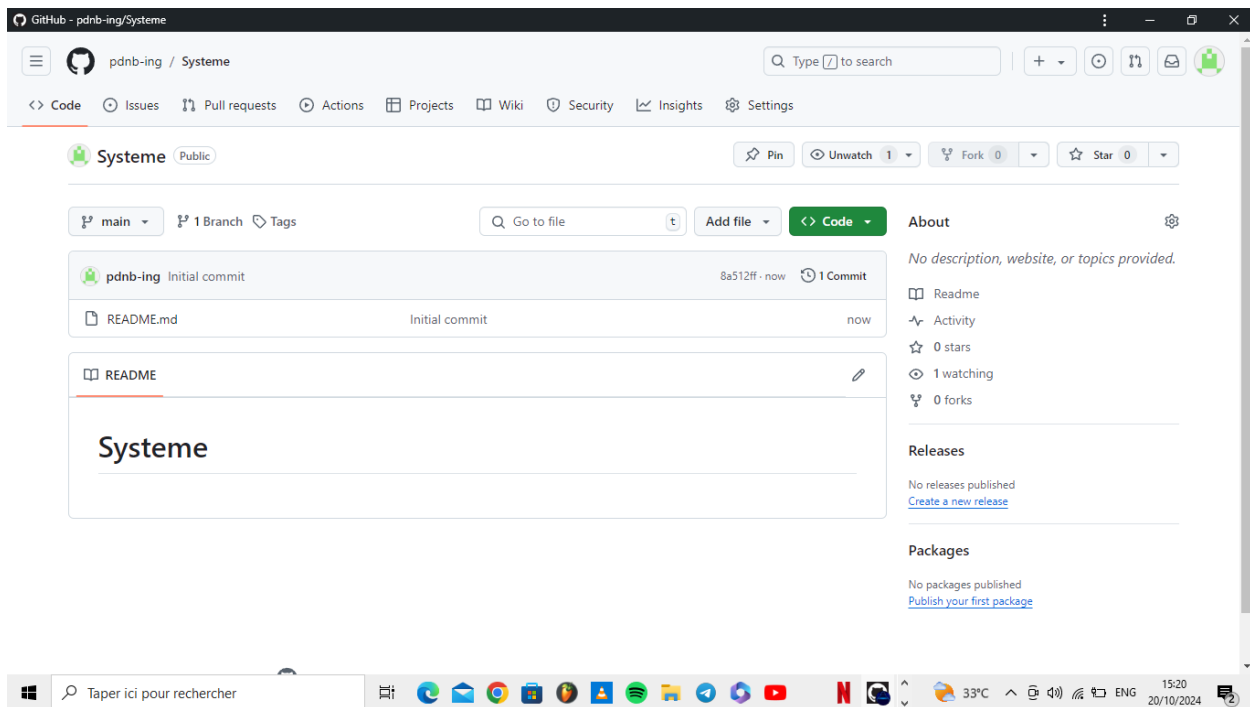 GitHub - pdnb-ing/Systeme
pdnb-ing / Systeme
Type / to search
Code Issues Pull requests Actions Projects Wiki Security Insights Settings
Systeme Public
Pin Unwatch 1 Fork 0 Star 0
main 1 Branch Tags
Go to file t Add file Code
pdnb-ing Initial commit 8a512ff · now 1 Commit
README.md Initial commit now
README
Systeme
About
No description, website, or topics provided.
Readme
Activity
0 stars
1 watching
0 forks
Releases
No releases published
Create a new release
Packages
No packages published
Publish your first package
Taper ici pour rechercher
33°C ENG 15:20
20/10/2024
2